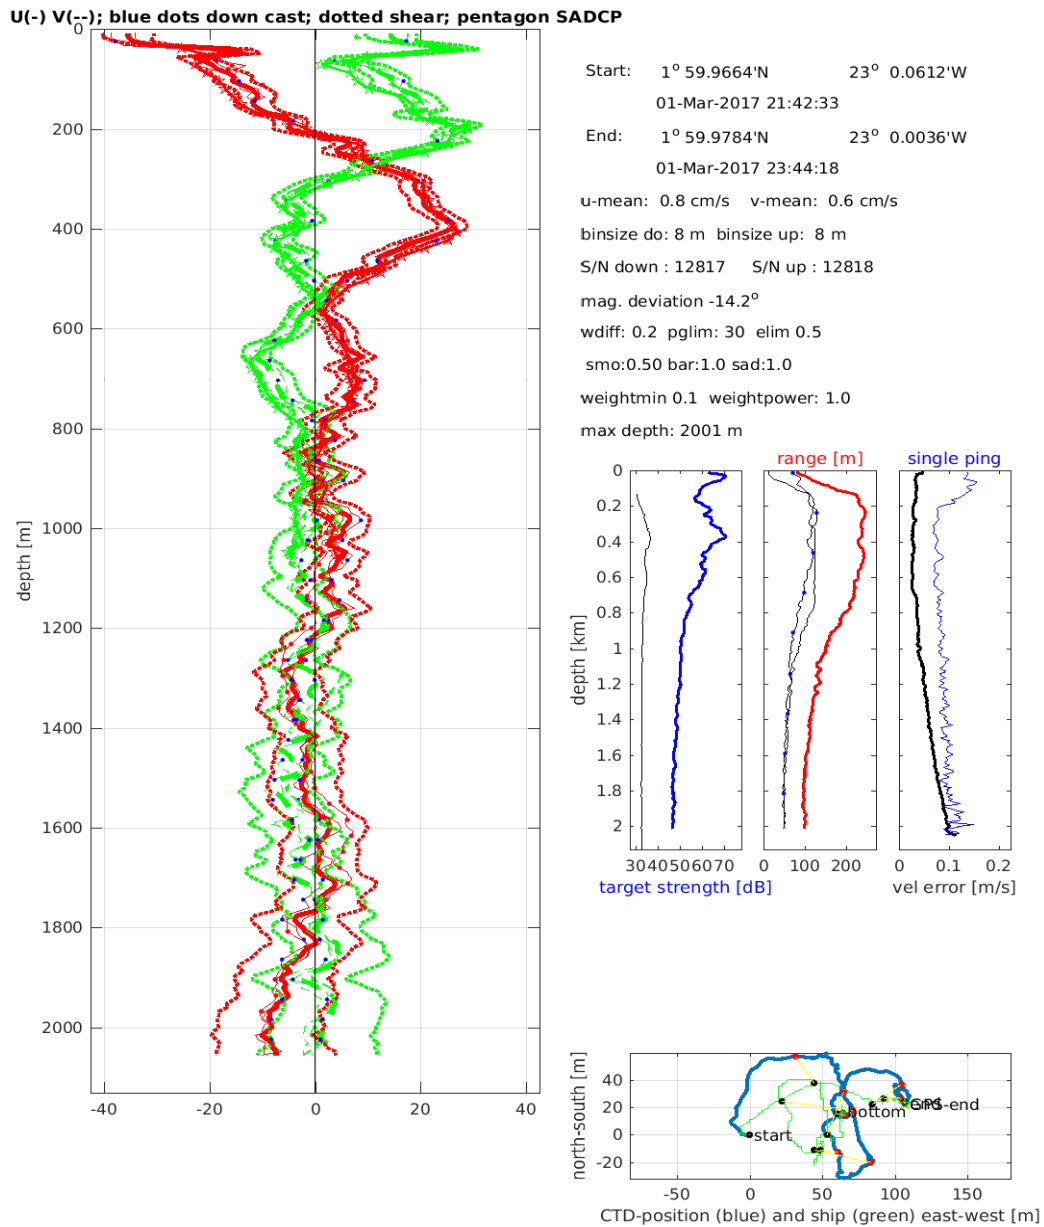 U(-) V(--); blue dots down cast; dotted shear; pentagon SADCP
0
200
400
600
800
1000
1200
1400
1600
1800
2000
depth [m]
-40
-20
0
20
40
Start: 1° 59.9664'N 23° 0.0612'W
01-Mar-2017 21:42:33
End: 1° 59.9784'N 23° 0.0036'W
01-Mar-2017 23:44:18
u-mean: 0.8 cm/s v-mean: 0.6 cm/s
binsize do: 8 m binsize up: 8 m
S/N down : 12817 S/N up : 12818
mag. deviation -14.2°
wdiff: 0.2 pglim: 30 elim 0.5
smo:0.50 bar:1.0 sad:1.0
weightmin 0.1 weightpower: 1.0
max depth: 2001 m
range [m]
single ping
0
0.2
0.4
0.6
0.8
1
1.2
1.4
1.6
1.8
2
depth [km]
30 40 50 60 70
target strength [dB]
0 100 200
0 0.1 0.2
vel error [m/s]
40
20
0
-20
north-south [m]
start
bottom
end
GPS-end
-50 0 50 100 150
CTD-position (blue) and ship (green) east-west [m]